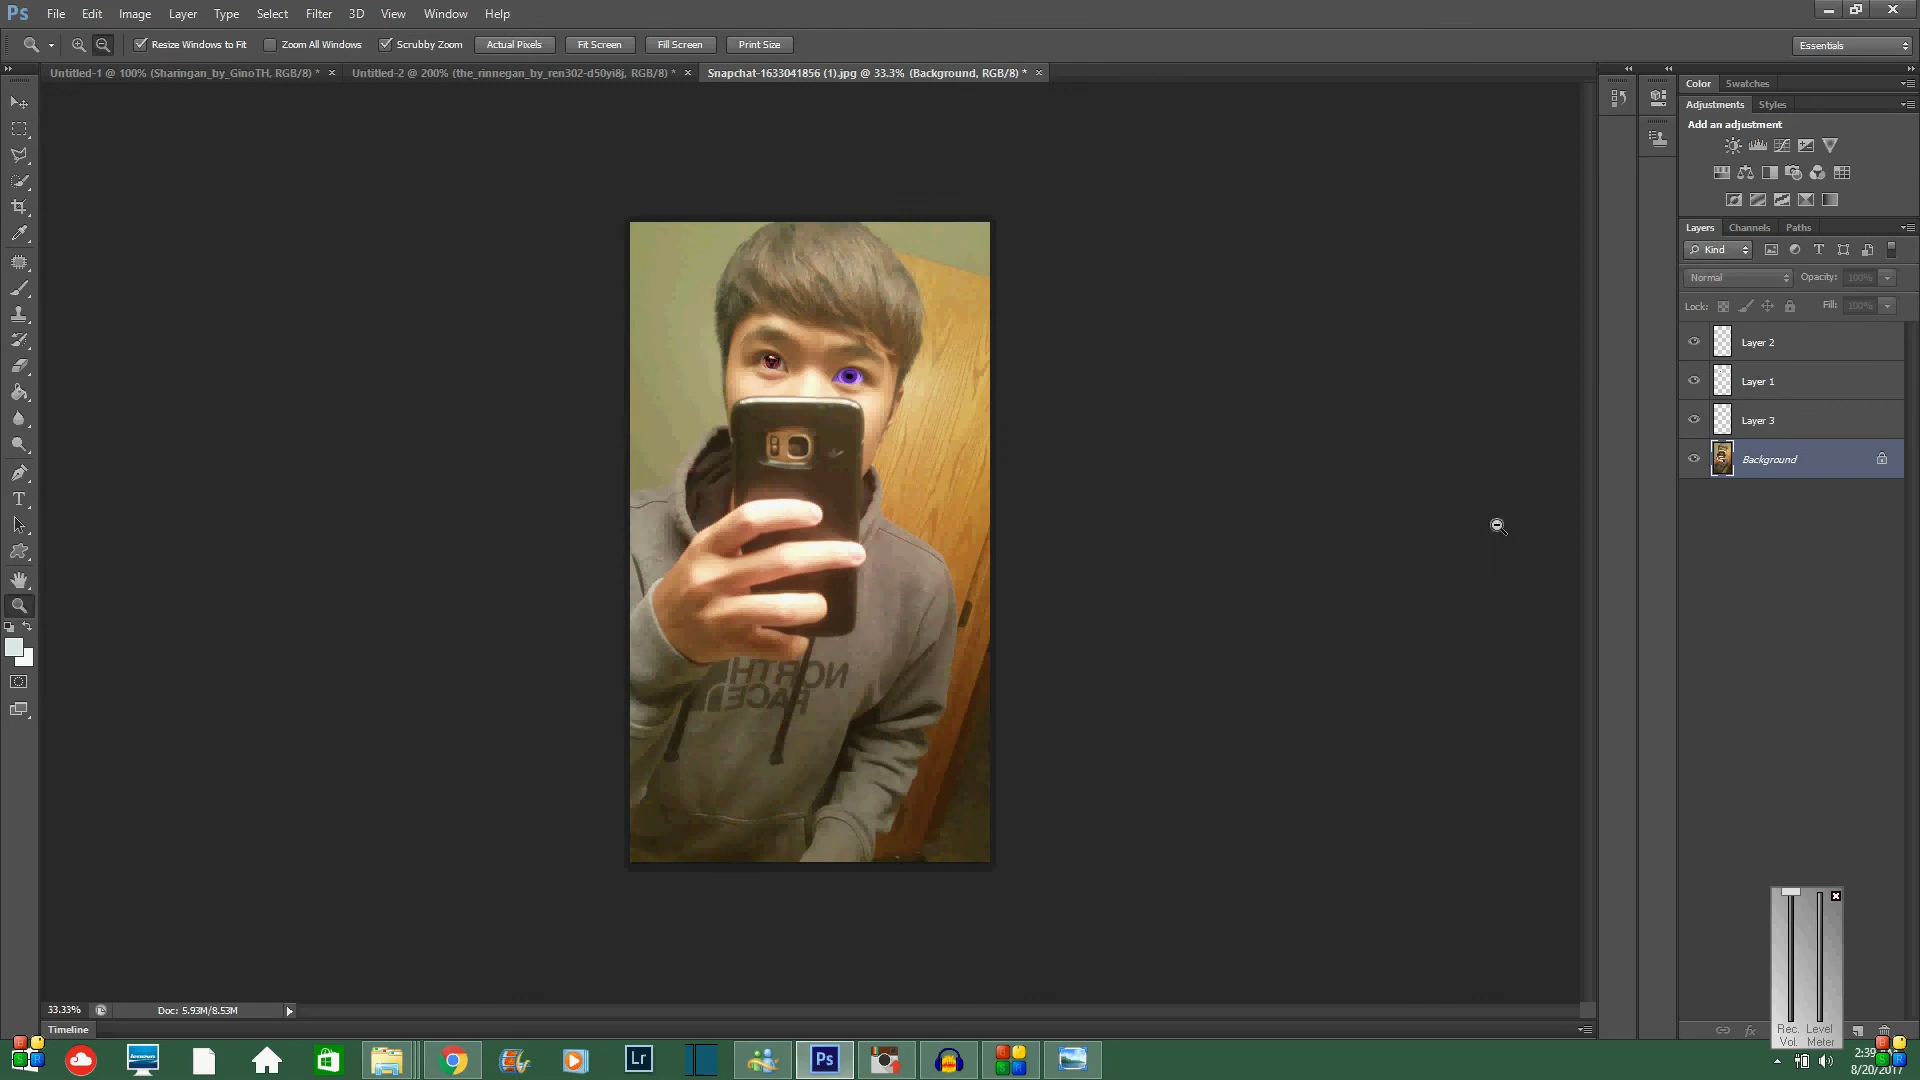 Ps File Edit Image Layer Type Select Filter 3D View Window Help
Resize Windows to Fit Zoom All Windows Scrubby Zoom Actual Pixels Fit Screen Fill Screen Print Size Essentials
Untitled-1 @ 100% (Sharingan_by_GinoTH, RGB/8) * × Untitled-2 @ 200% (the_rinnegan_by_ren302-d50yi8j, RGB/8) * × Snapchat-1633041856 (1).jpg @ 33.3% (Background, RGB/8) * ×
Color Swatches
Adjustments Styles
Add an adjustment
Layers Channels Paths
Kind
Normal Opacity: 100%
Lock: Fill: 100%
Layer 2
Layer 1
Layer 3
Background
NORTH
FACE
33.33% Doc: 5.93M/8.53M
Timeline
Rec. Level
Vol. Meter
Lr Ps
2:39
8/20/2017